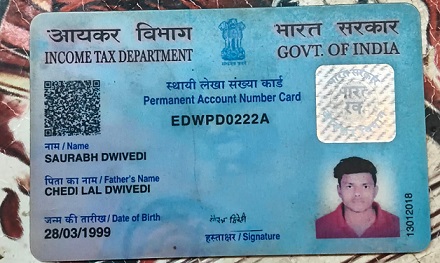 आयकर विभाग
INCOME TAX DEPARTMENT
भारत सरकार
GOVT. OF INDIA
स्थायी लेखा संख्या कार्ड
Permanent Account Number Card
EDWPD0222A
नाम / Name
SAURABH DWIVEDI
पिता का नाम / Father's Name
CHEDI LAL DWIVEDI
जन्म की तारीख / Date of Birth
28/03/1999
हस्ताक्षर / Signature
13012018